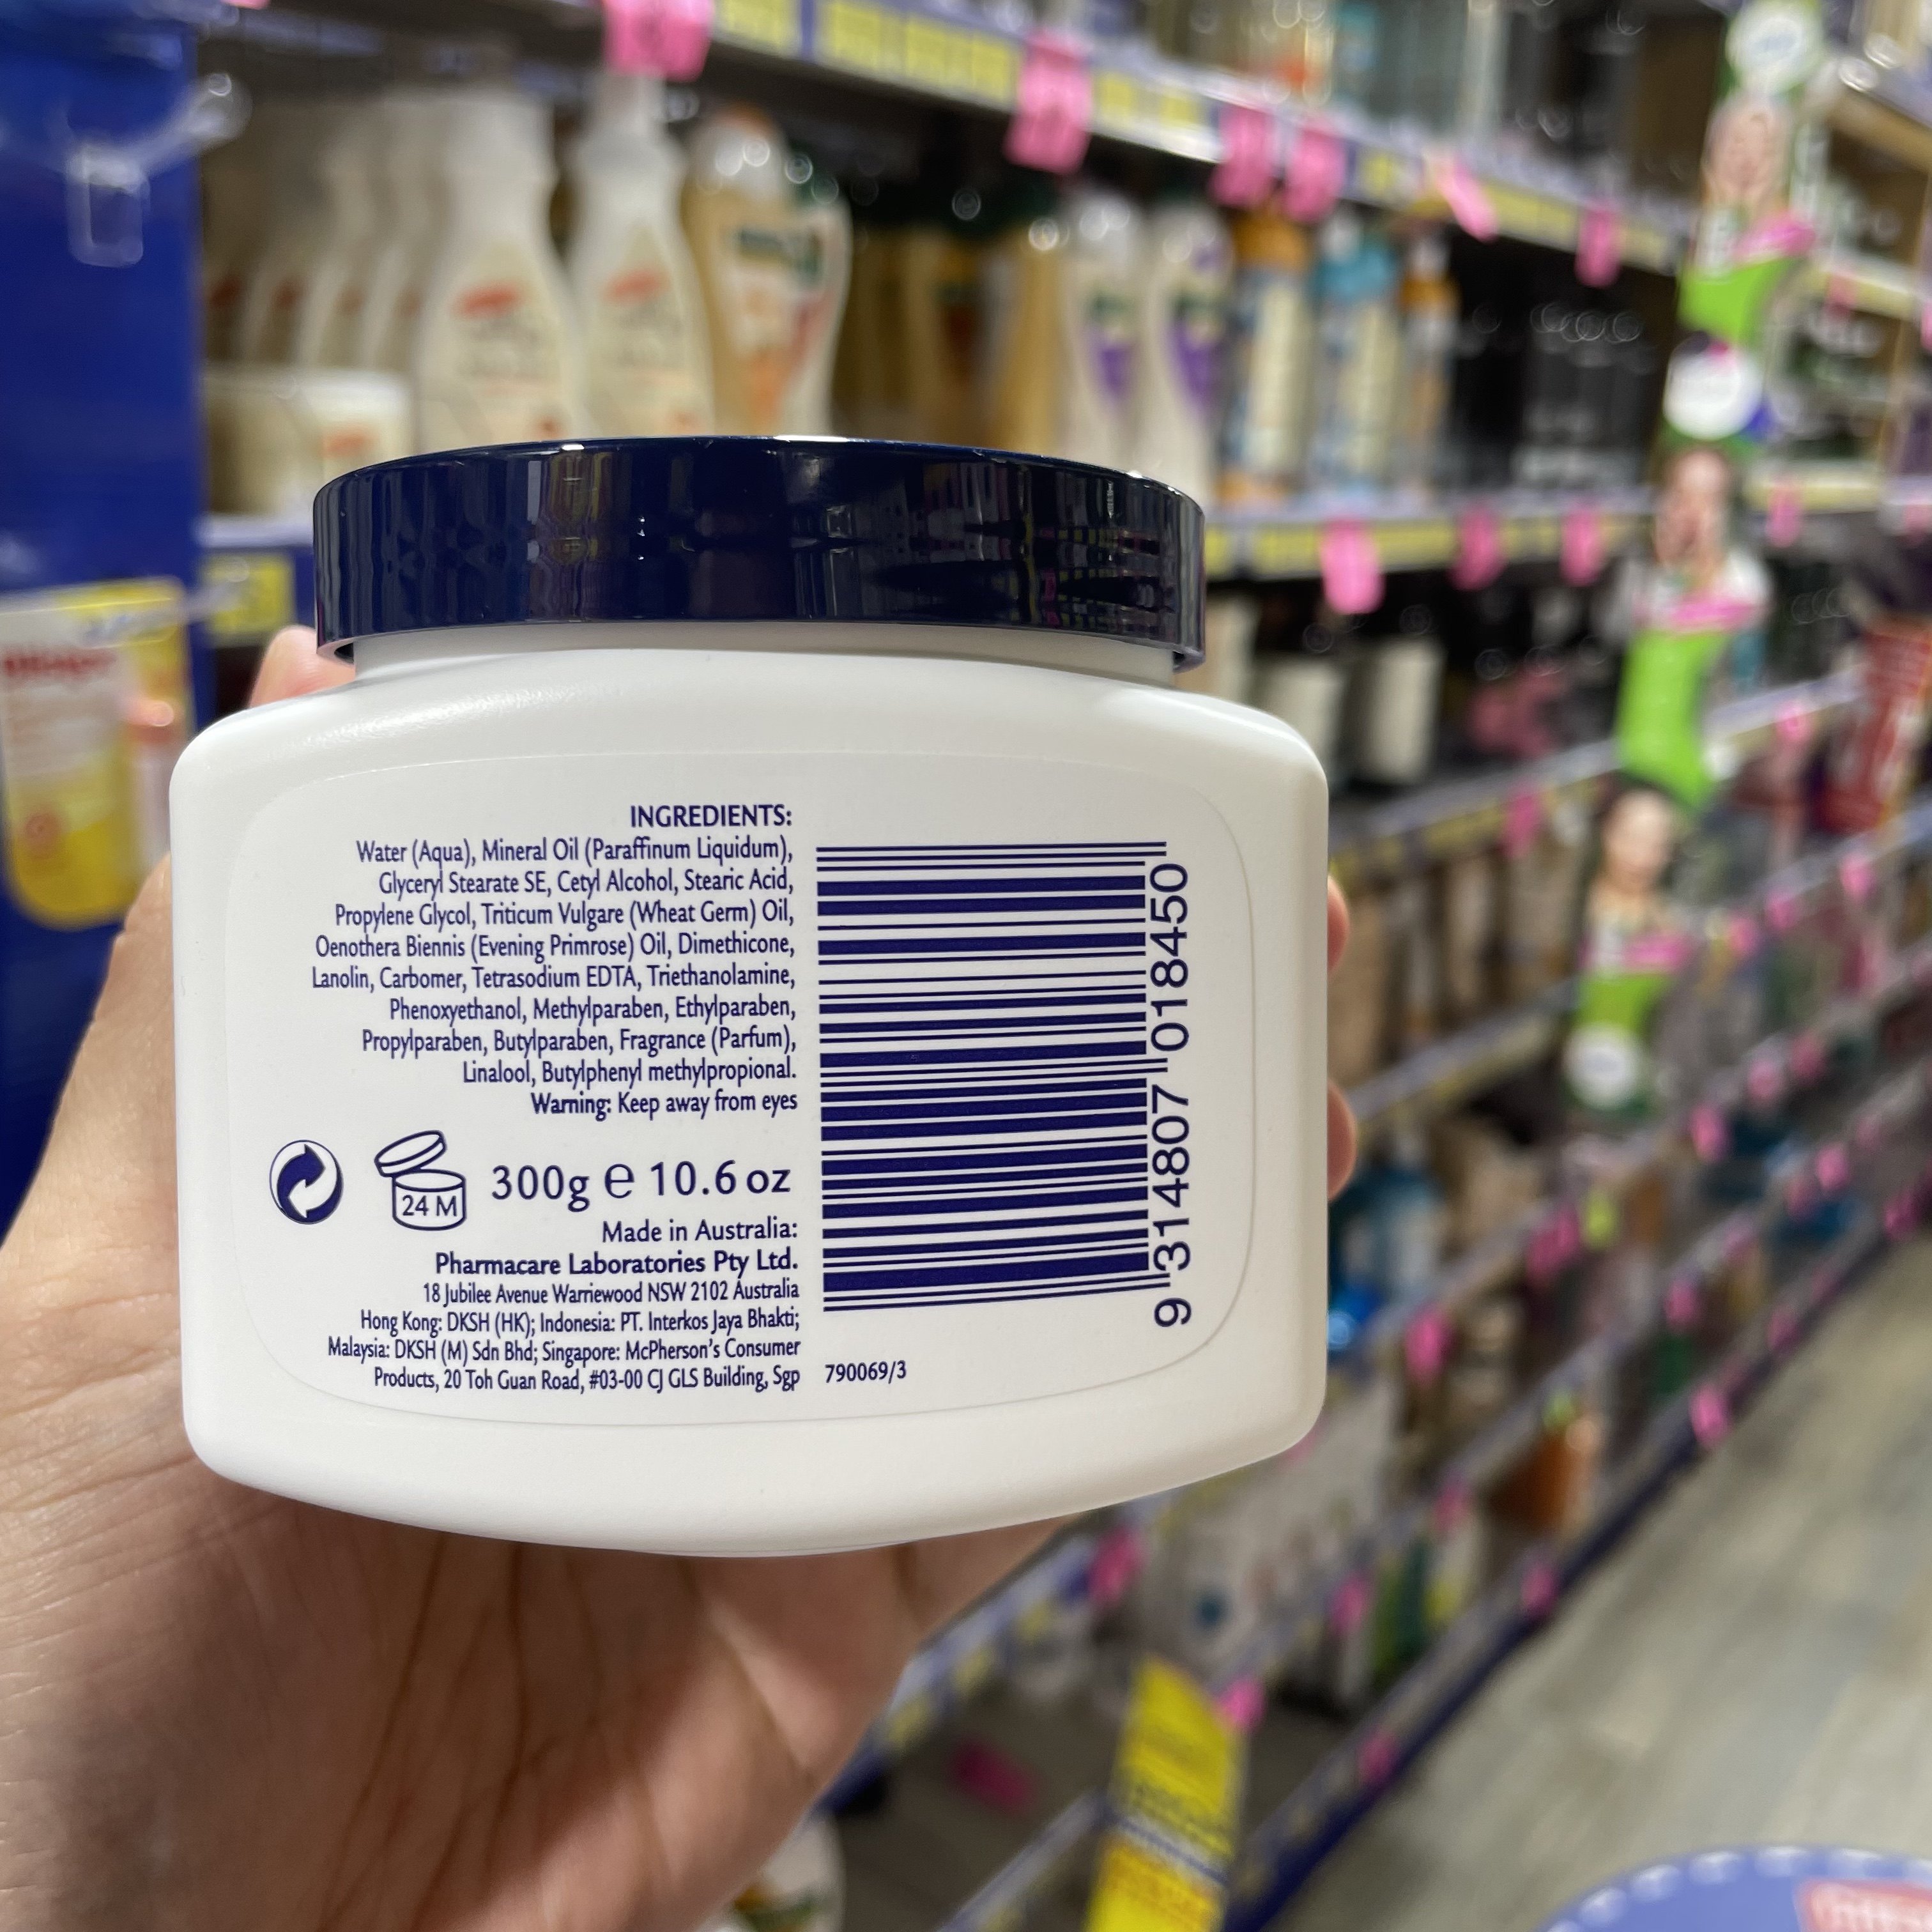 INGREDIENTS:
Water (Aqua), Mineral Oil (Paraffinum Liquidum),
Glyceryl Stearate SE, Cetyl Alcohol, Stearic Acid,
Propylene Glycol, Triticum Vulgare (Wheat Germ) Oil,
Oenothera Biennis (Evening Primrose) Oil, Dimethicone,
Lanolin, Carbomer, Tetrasodium EDTA, Triethanolamine,
Phenoxyethanol, Methylparaben, Ethylparaben,
Propylparaben, Butylparaben, Fragrance (Parfum),
Linalool, Butylphenyl methylpropional.
Warning: Keep away from eyes
24 M
300g e 10.6 oz
Made in Australia:
Pharmacare Laboratories Pty Ltd.
18 Jubilee Avenue Warriewood NSW 2102 Australia
Hong Kong: DKSH (HK); Indonesia: PT. Interkos Jaya Bhakti;
Malaysia: DKSH (M) Sdn Bhd; Singapore: McPherson's Consumer
Products, 20 Toh Guan Road, #03-00 CJ GLS Building, Sgp
9 314807 018450
790069/3